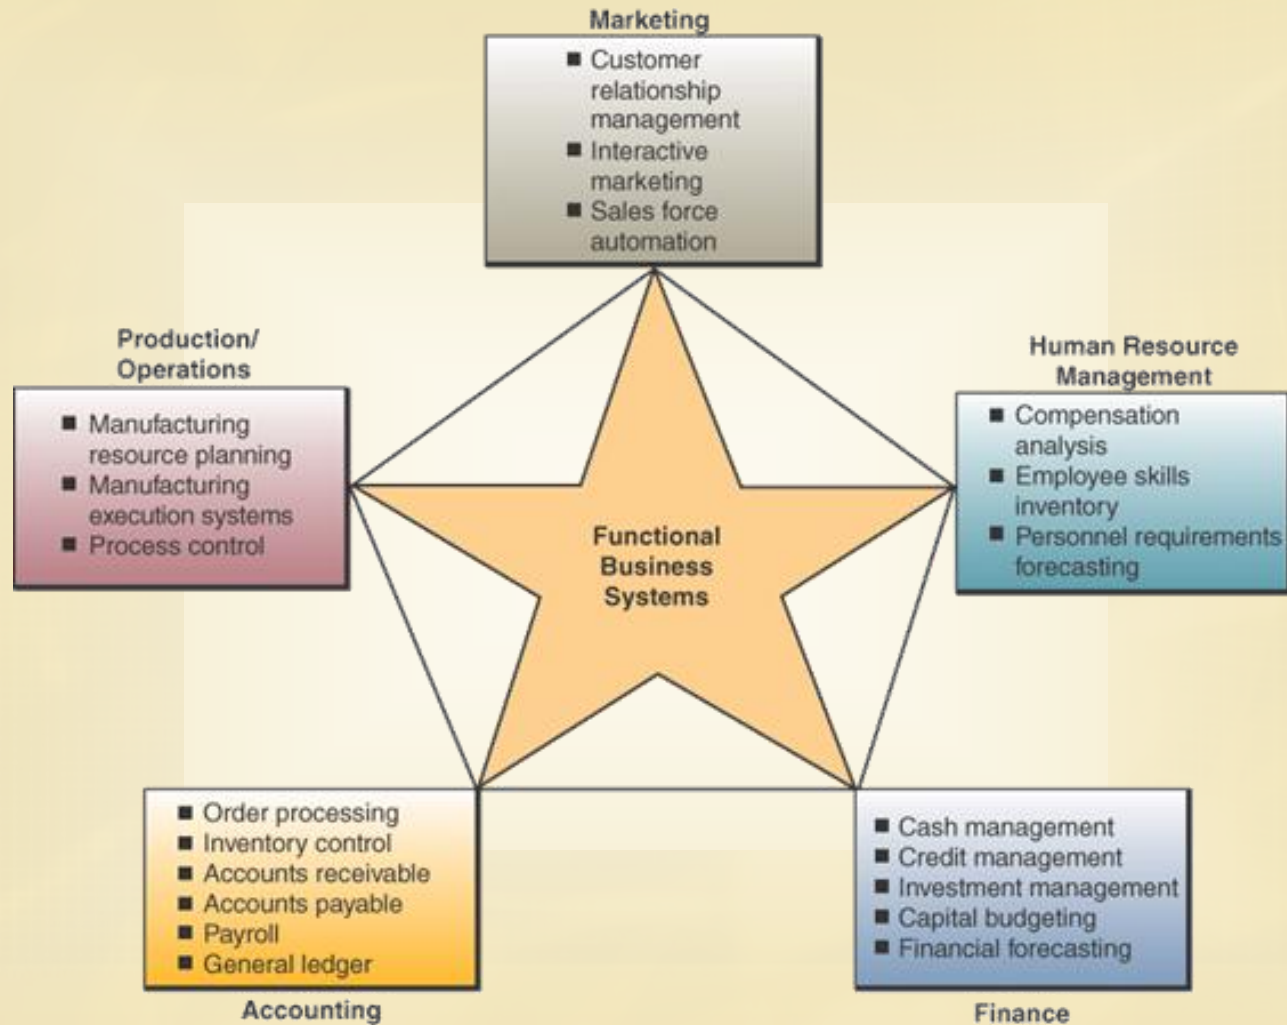 Marketing
■ Customer
relationship
management
■ Interactive
marketing
■ Sales force
automation
Production/
Operations
■ Manufacturing
resource planning
■ Manufacturing
execution systems
■ Process control
Human Resource
Management
■ Compensation
analysis
■ Employee skills
inventory
■ Personnel requirements
forecasting
Functional
Business
Systems
■ Order processing
■ Inventory control
■ Accounts receivable
■ Accounts payable
■ Payroll
■ General ledger
Accounting
■ Cash management
■ Credit management
■ Investment management
■ Capital budgeting
■ Financial forecasting
Finance